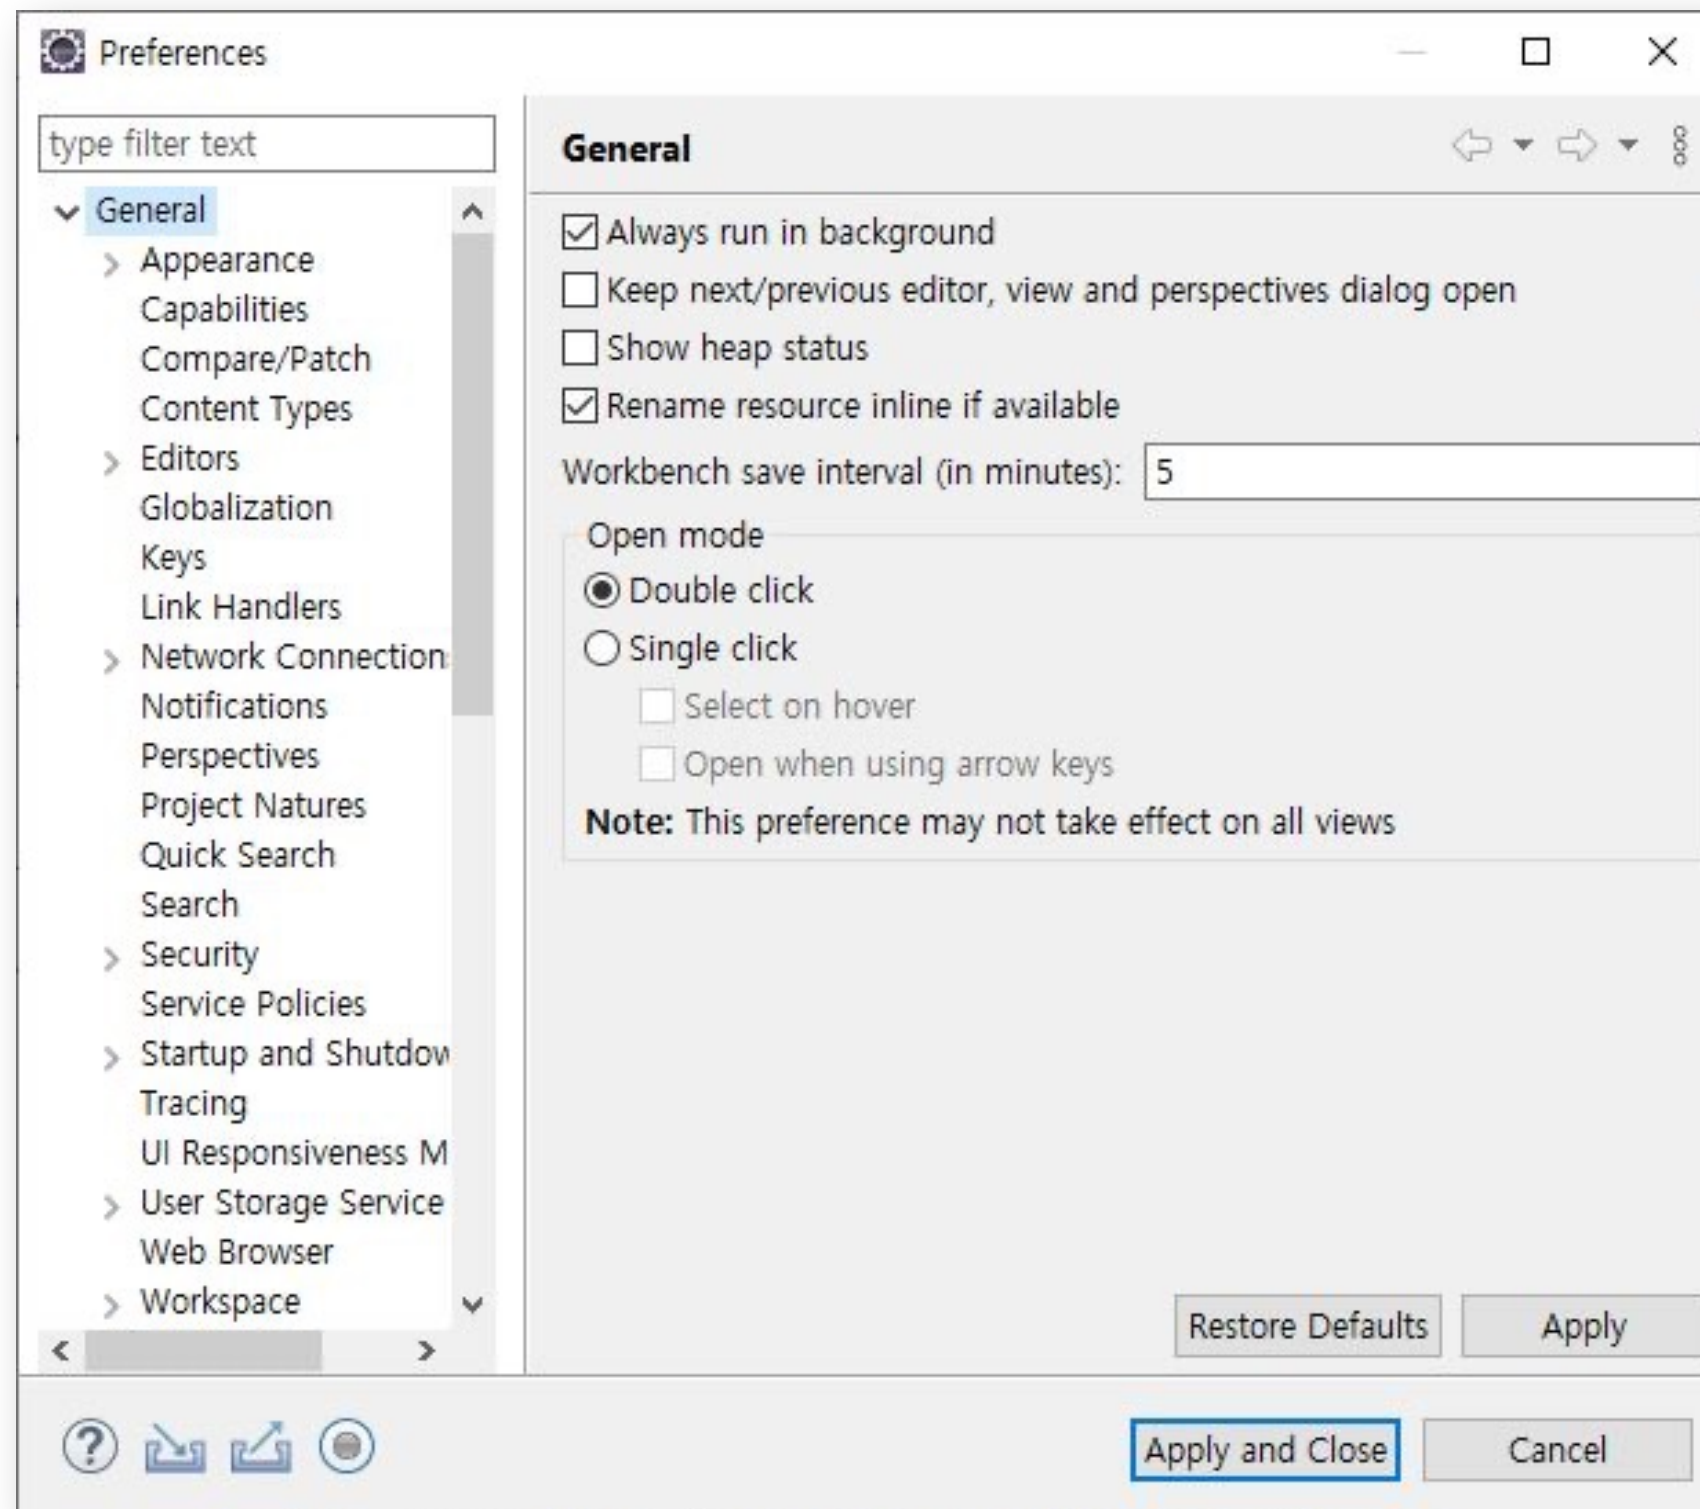 Preferences
type filter text
General
Appearance
Capabilities
Compare/Patch
Content Types
Editors
Globalization
Keys
Link Handlers
Network Connection
Notifications
Perspectives
Project Natures
Quick Search
Search
Security
Service Policies
Startup and Shutdow
Tracing
UI Responsiveness M
User Storage Service
Web Browser
Workspace
General
Always run in background
Keep next/previous editor, view and perspectives dialog open
Show heap status
Rename resource inline if available
Workbench save interval (in minutes): 5
Open mode
Double click
Single click
Select on hover
Open when using arrow keys
Note: This preference may not take effect on all views
Restore Defaults Apply
Apply and Close Cancel